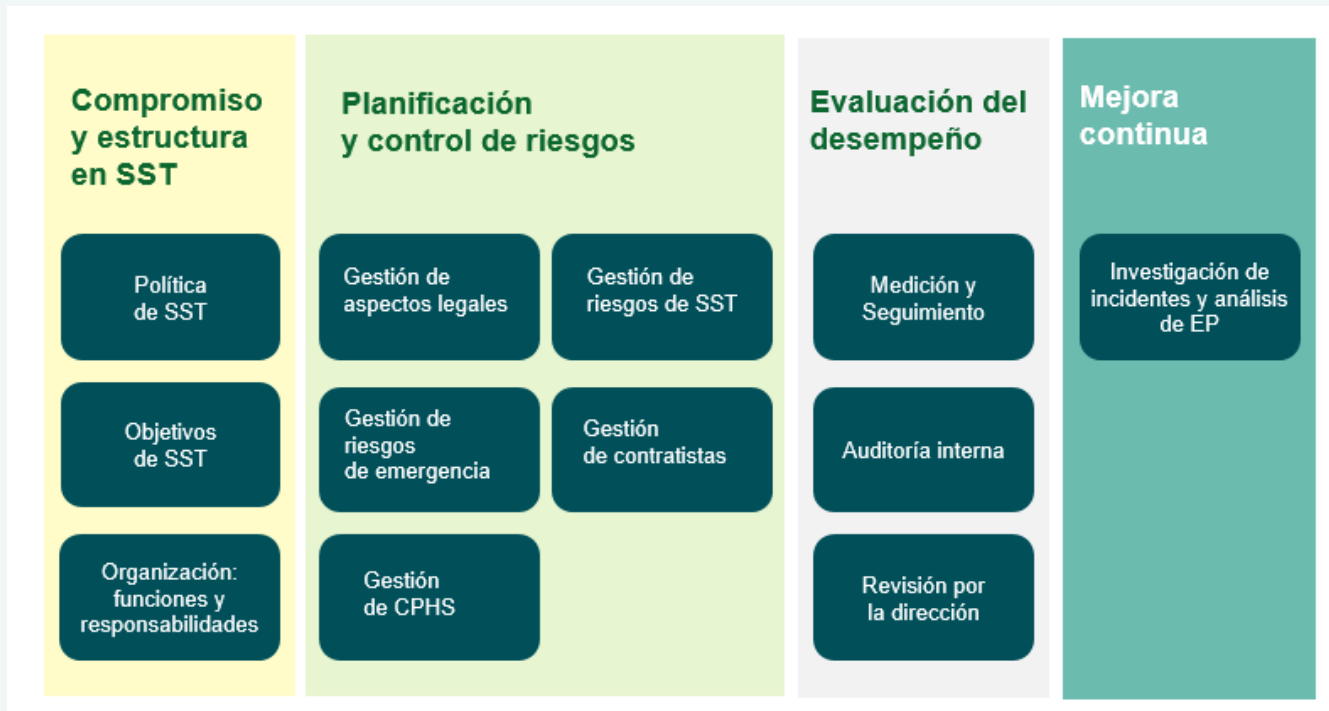 Compromiso
y estructura
en SST
Política
de SST
Objetivos
de SST
Organización:
funciones y
responsabilidades
Planificación
y control de riesgos
Gestión de
aspectos legales
Gestión de
riesgos de SST
Gestión de
riesgos
de emergencia
Gestión
de contratistas
Gestión
de CPHS
Evaluación del
desempeño
Medición y
Seguimiento
Auditoría interna
Revisión por
la dirección
Mejora
continua
Investigación de
incidentes y análisis
de EP